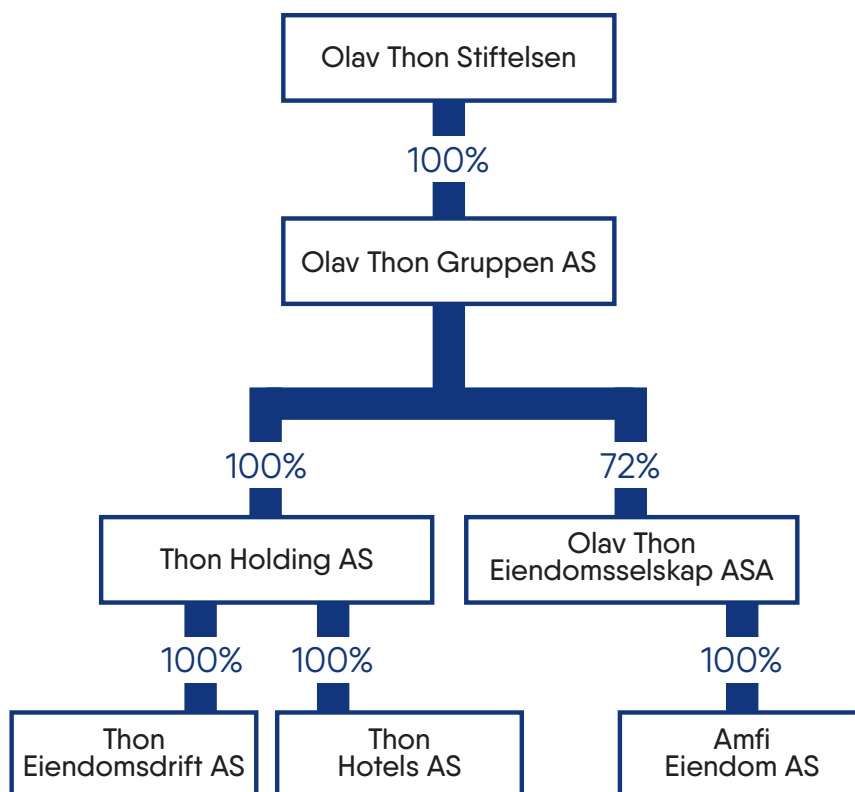 Olav Thon Stiftelsen
100%
Olav Thon Gruppen AS
100%
72%
Thon Holding AS
Olav Thon
Eiendomsselskap ASA
100%
100%
100%
Thon
Eiendomsdrift AS
Thon
Hotels AS
Amfi
Eiendom AS